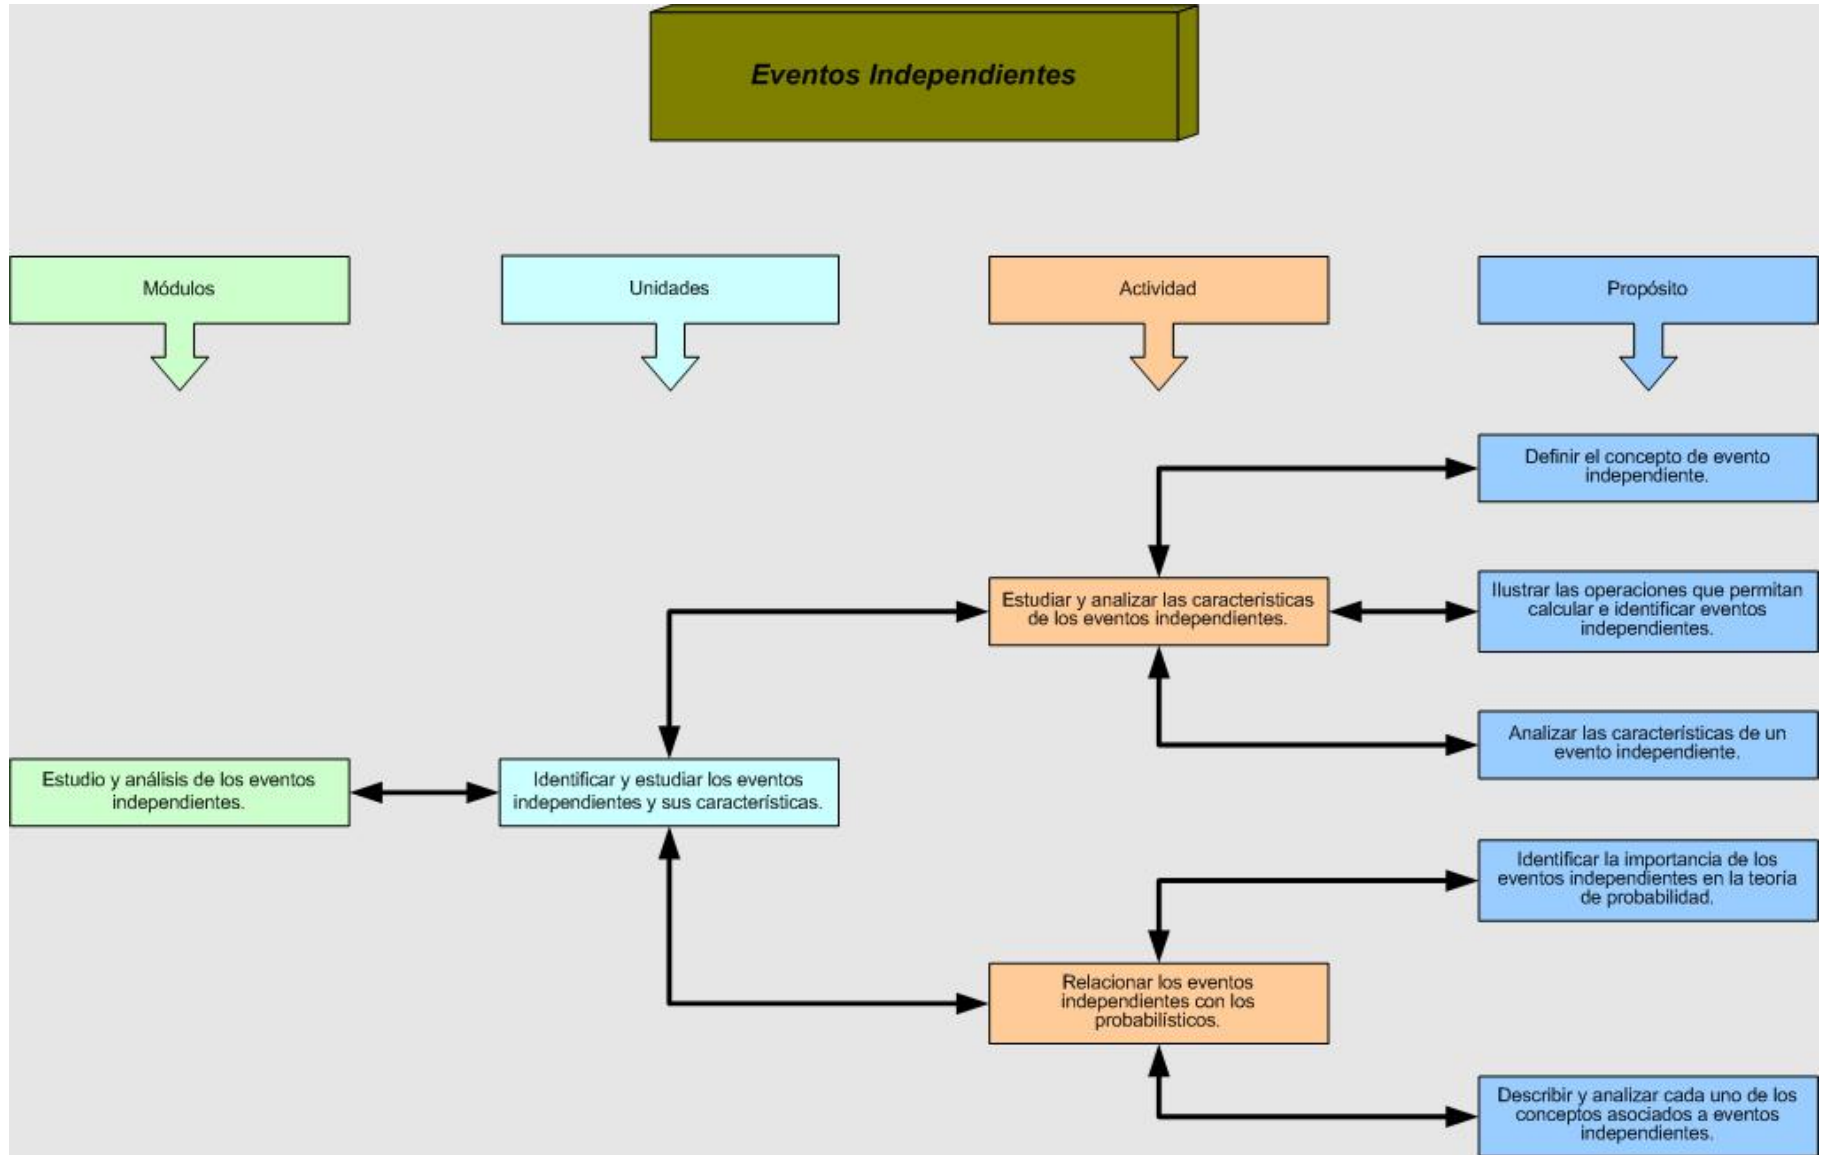 Eventos Independientes
Módulos
Unidades
Actividad
Propósito
Definir el concepto de evento
independiente.
Estudiar y analizar las características
de los eventos independientes.
Ilustrar las operaciones que permitan
calcular e identificar eventos
independientes.
Analizar las características de un
evento independiente.
Estudio y análisis de los eventos
independientes.
Identificar y estudiar los eventos
independientes y sus características.
Identificar la importancia de los
eventos independientes en la teoría
de probabilidad.
Relacionar los eventos
independientes con los
probabilísticos.
Describir y analizar cada uno de los
conceptos asociados a eventos
independientes.